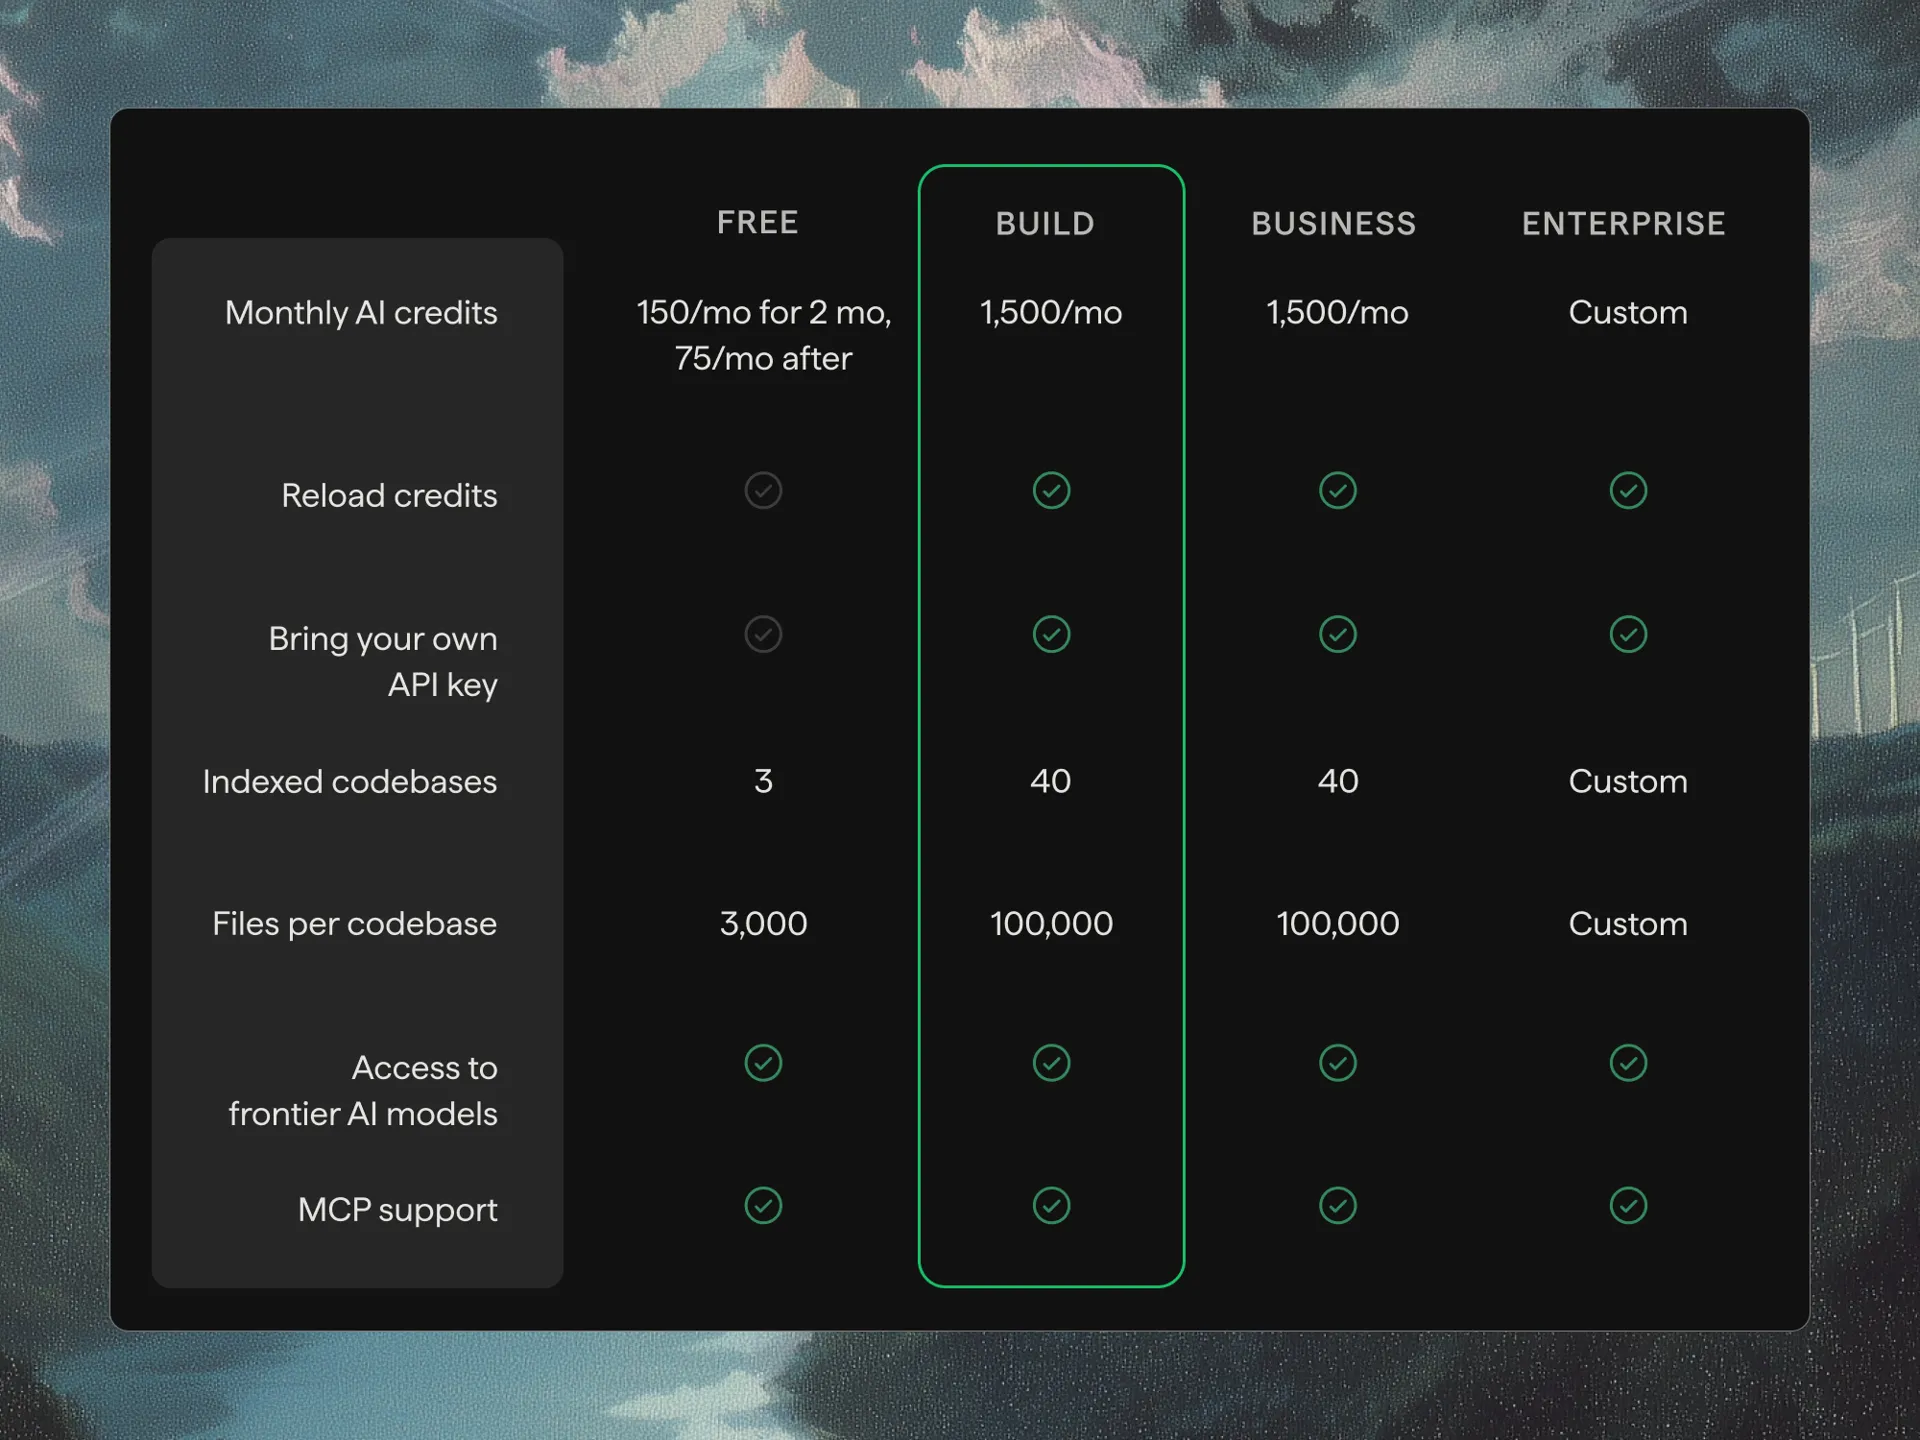 FREE BUILD BUSINESS ENTERPRISE
Monthly AI credits 150/mo for 2 mo, 1,500/mo 1,500/mo Custom
75/mo after
Reload credits
Bring your own
API key
Indexed codebases 3 40 40 Custom
Files per codebase 3,000 100,000 100,000 Custom
Access to
frontier AI models
MCP support